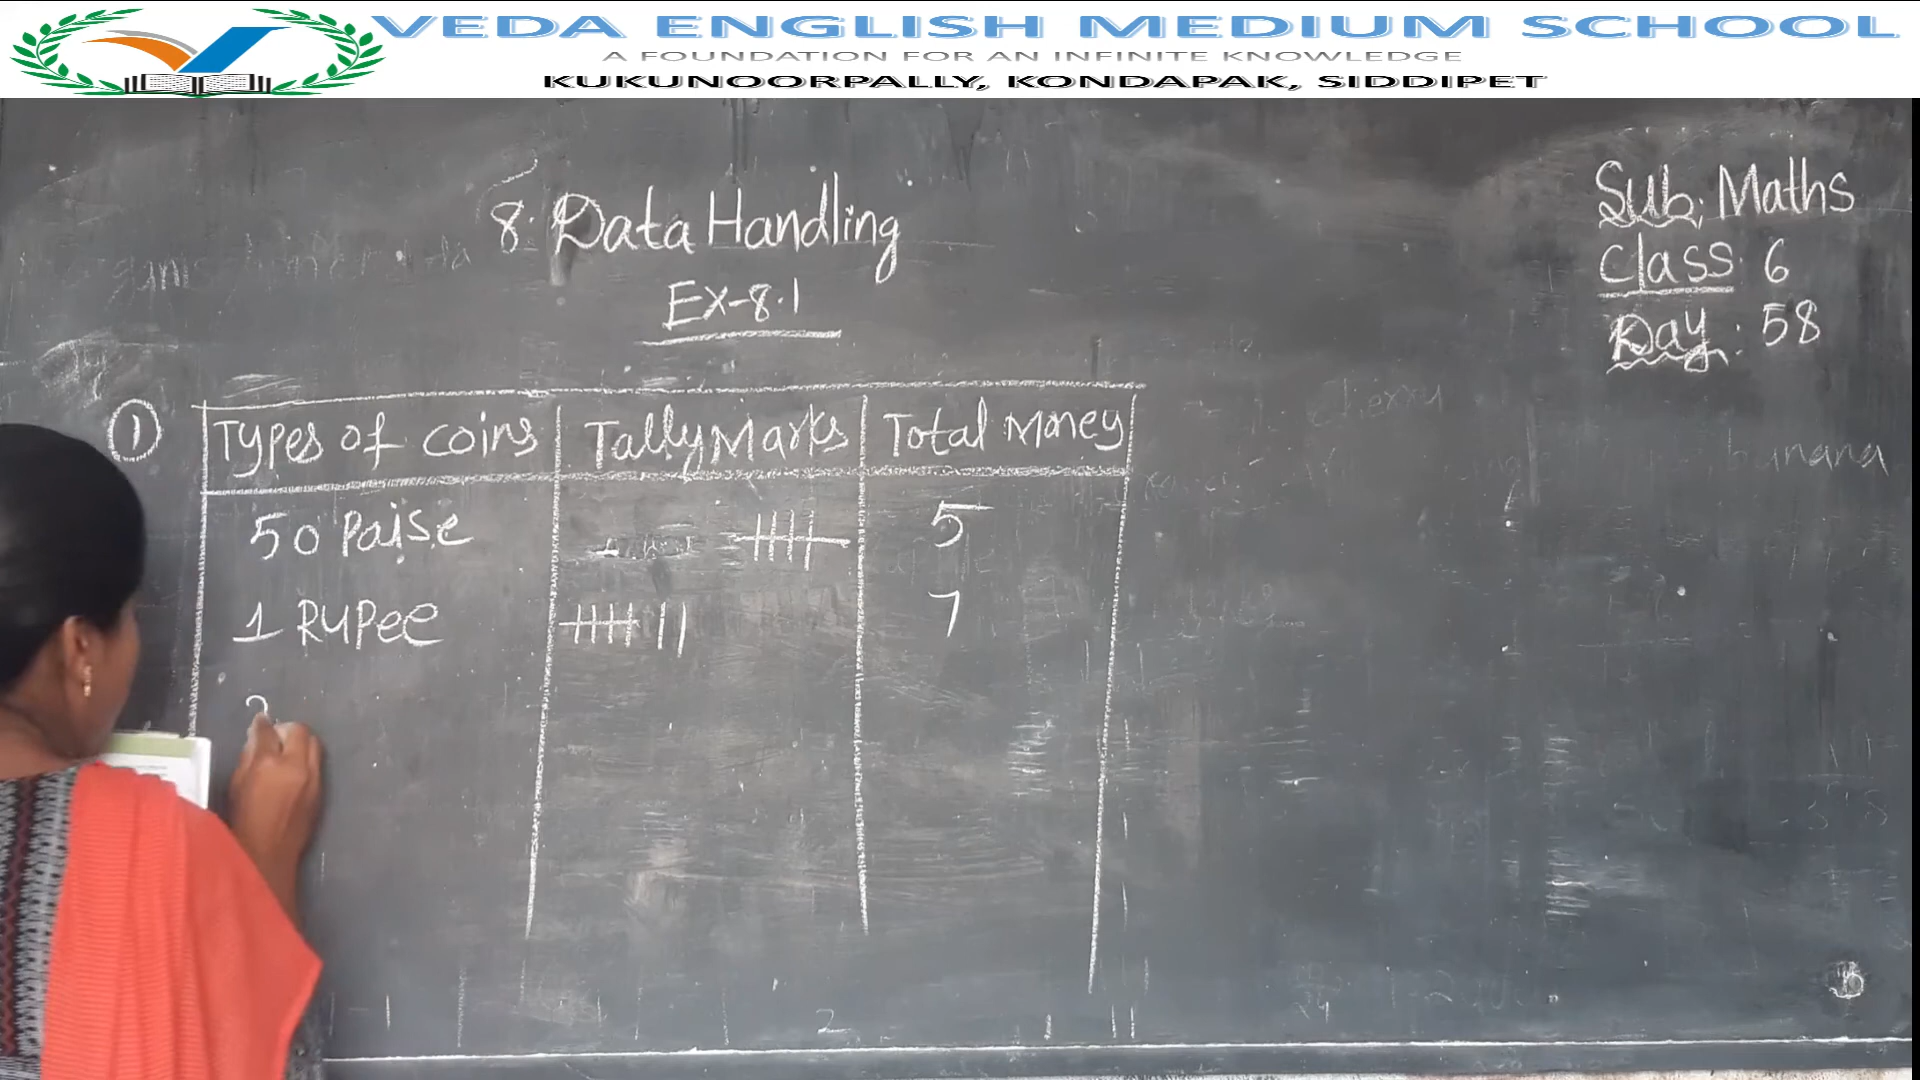 VEDA ENGLISH MEDIUM SCHOOL
A FOUNDATION FOR AN INFINITE KNOWLEDGE
KUKUNOORPALLY, KONDAPAK, SIDDIPET
Sub: Maths
Class: 6
Day: 58
8. Data Handling
EX-8.1
① Types of coins Tally Marks Total Money
50 Paise 5
1 Rupee 7
2
cherry
banana